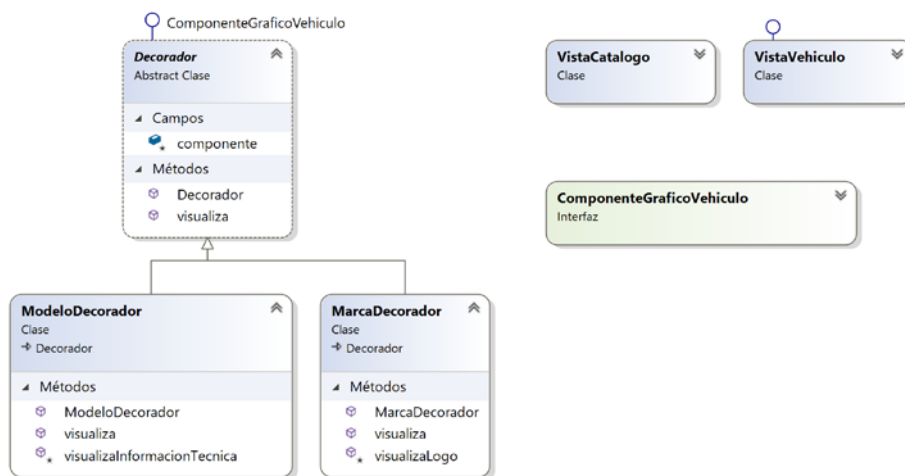 ComponenteGraficoVehiculo
Decorador
Abstract Clase
Campos
componente
Métodos
Decorador
visualiza
VistaCatalogo
Clase
VistaVehiculo
Clase
ComponenteGraficoVehiculo
Interfaz
ModeloDecorador
Clase
Decorador
Métodos
ModeloDecorador
visualiza
visualizaInformacionTecnica
MarcaDecorador
Clase
Decorador
Métodos
MarcaDecorador
visualiza
visualizaLogo